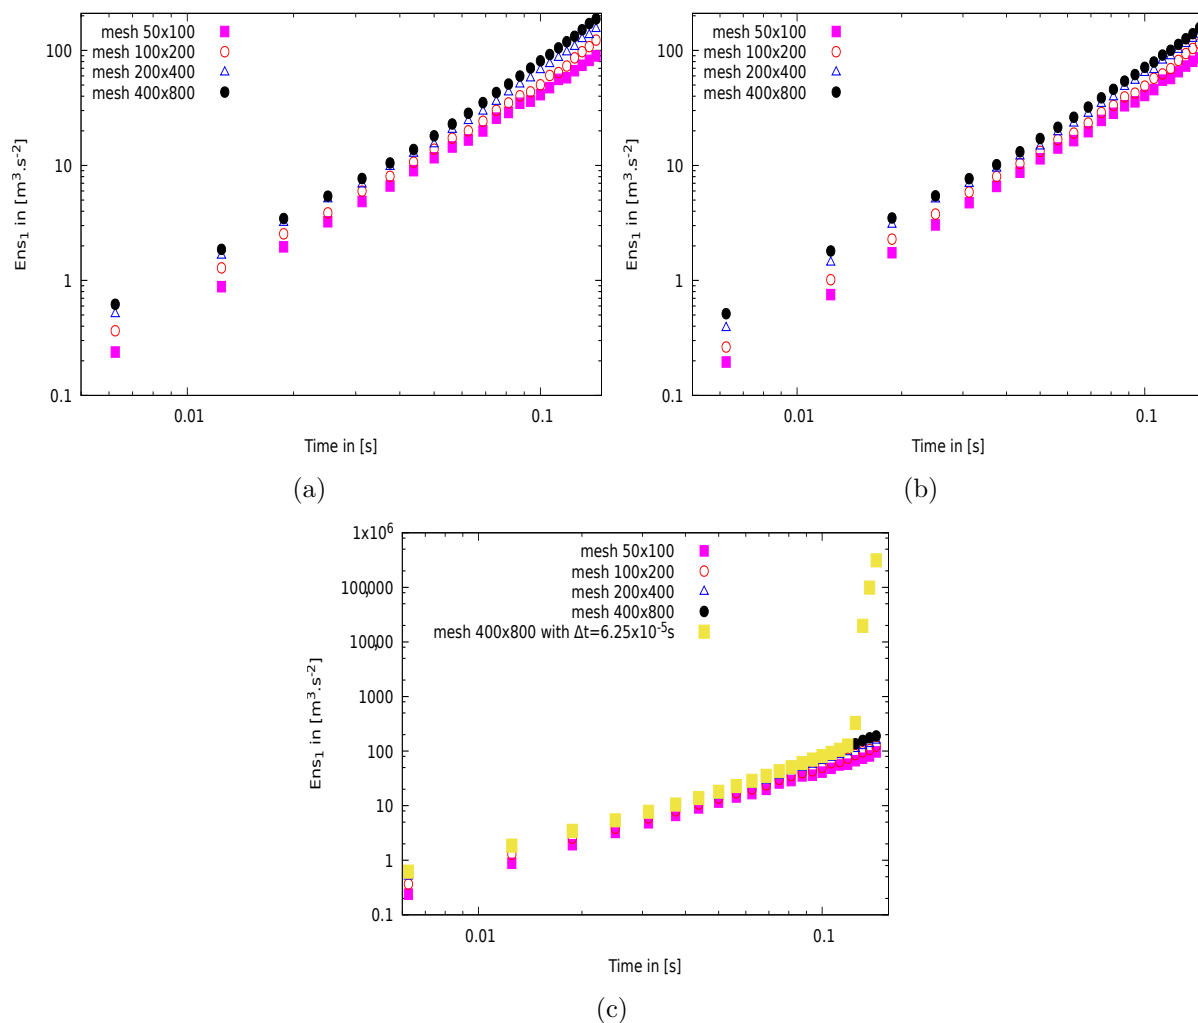 mesh 50x100
mesh 100x200
mesh 200x400
mesh 400x800
100
10
1
0.1
Ens₁ in [m³.s⁻²]
0.01
0.1
Time in [s]
(a)
mesh 50x100
mesh 100x200
mesh 200x400
mesh 400x800
100
10
1
0.1
Ens₁ in [m³.s⁻²]
0.01
0.1
Time in [s]
(b)
1x10⁶
100,000
10,000
1000
100
10
1
0.1
Ens₁ in [m³.s⁻²]
mesh 50x100
mesh 100x200
mesh 200x400
mesh 400x800
mesh 400x800 with Δt=6.25x10⁻⁵s
0.01
0.1
Time in [s]
(c)